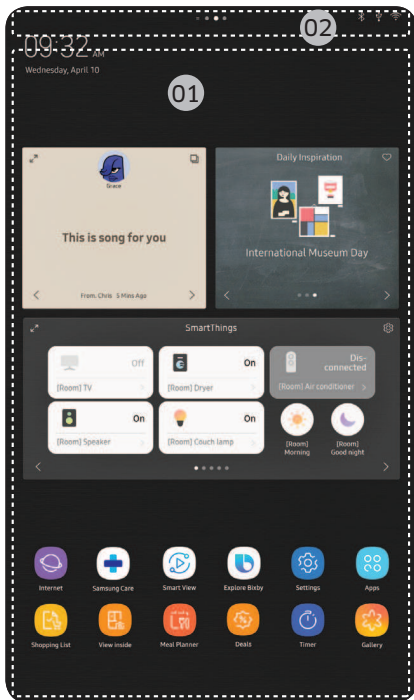 02
09:32 AM
Wednesday, April 10
01
Grace
This is song for you
From. Chris 5 Mins Ago
Daily Inspiration
International Museum Day
SmartThings
Off
[Room] TV
On
[Room] Dryer
Dis-
connected
[Room] Air conditioner
On
[Room] Speaker
On
[Room] Couch lamp
[Room]
Morning
[Room]
Good night
Internet
Samsung Care
Smart View
Explore Bixby
Settings
Apps
Shopping List
View inside
Meal Planner
Deals
Timer
Gallery